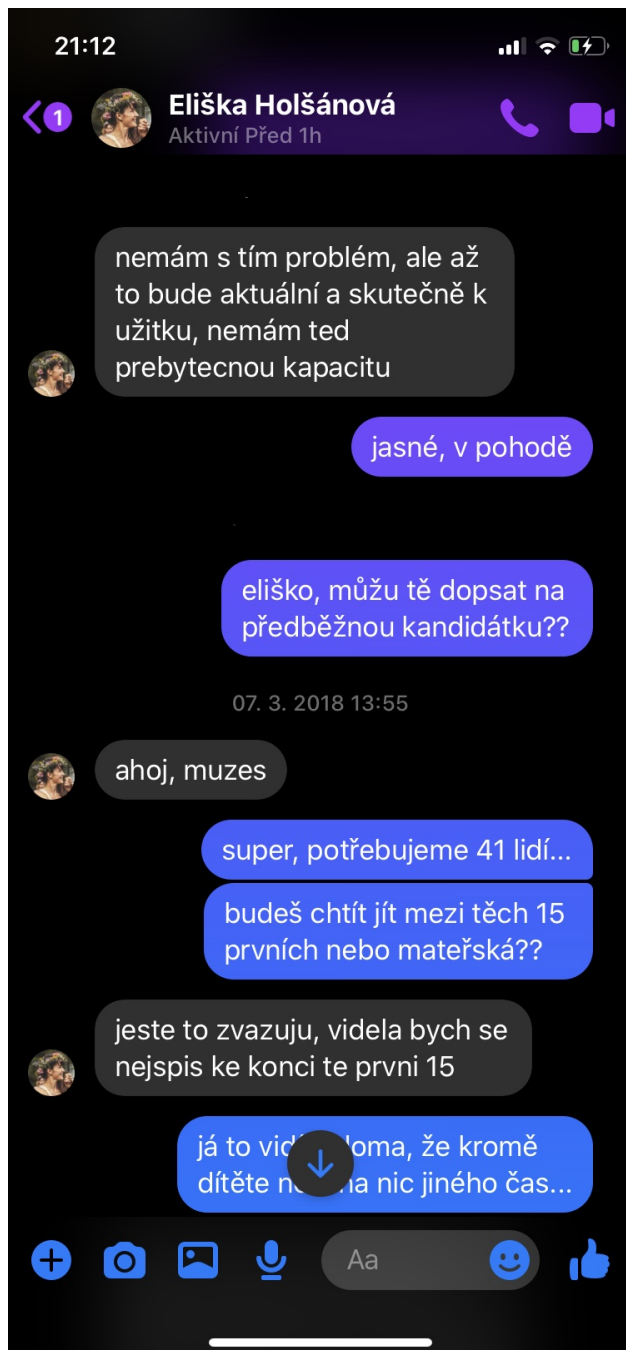 21:12
1
Eliška Holšánová
Aktivní Před 1h
nemám s tím problém, ale až
to bude aktuální a skutečně k
užitku, nemám ted
prebytecnou kapacitu
jasné, v pohodě
eliško, můžu tě dopsat na
předběžnou kandidátku??
07. 3. 2018 13:55
ahoj, muzes
super, potřebujeme 41 lidí...
budeš chtít jít mezi těch 15
prvních nebo mateřská??
jeste to zvazuju, videla bych se
nejspis ke konci te prvni 15
já to že kromě
dítěte na nic jiného čas...
Aa